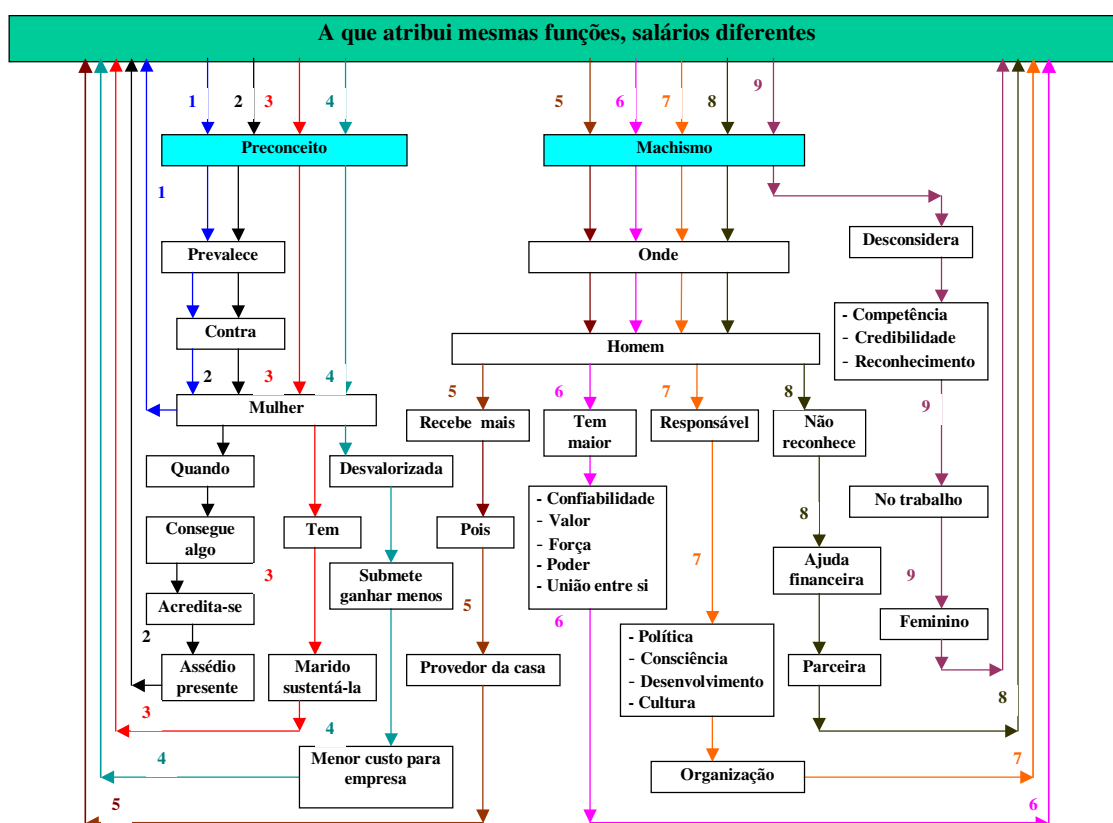 A que atribui mesmas funções, salários diferentes
1
2
3
4
5
6
7
8
9
Preconceito
Machismo
1
Prevalece
Onde
Desconsidera
Contra
Homem
- Competência
- Credibilidade
- Reconhecimento
2
3
4
5
6
7
8
9
Mulher
Recebe mais
Tem
maior
Responsável
Não
reconhece
Quando
Desvalorizada
- Confiabilidade
- Valor
- Força
- Poder
- União entre si
No trabalho
Consegue
algo
Tem
Pois
8
3
Submete
ganhar menos
7
Ajuda
financeira
9
Acredita-se
5
6
Feminino
2
- Política
- Consciência
- Desenvolvimento
- Cultura
Assédio
presente
Marido
sustentá-la
Provedor da casa
Parceira
3
4
8
4
Menor custo para
empresa
Organização
7
5
6